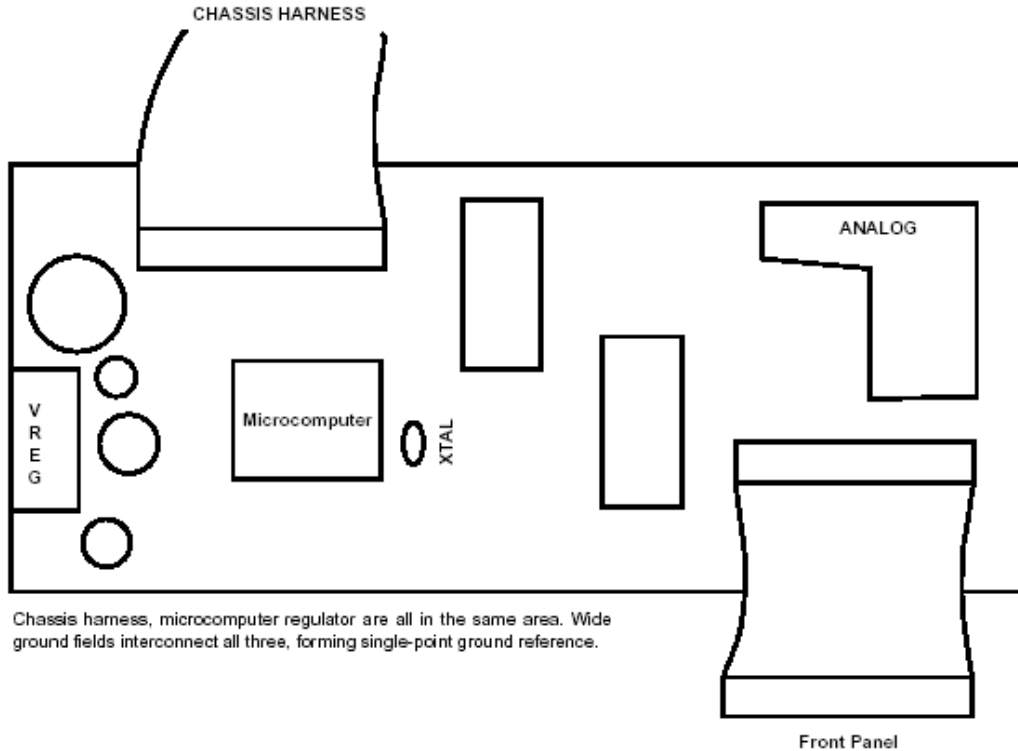 CHASSIS HARNESS
ANALOG
VREG
Microcomputer
XTAL
Chassis harness, microcomputer regulator are all in the same area. Wide
ground fields interconnect all three, forming single-point ground reference.
Front Panel